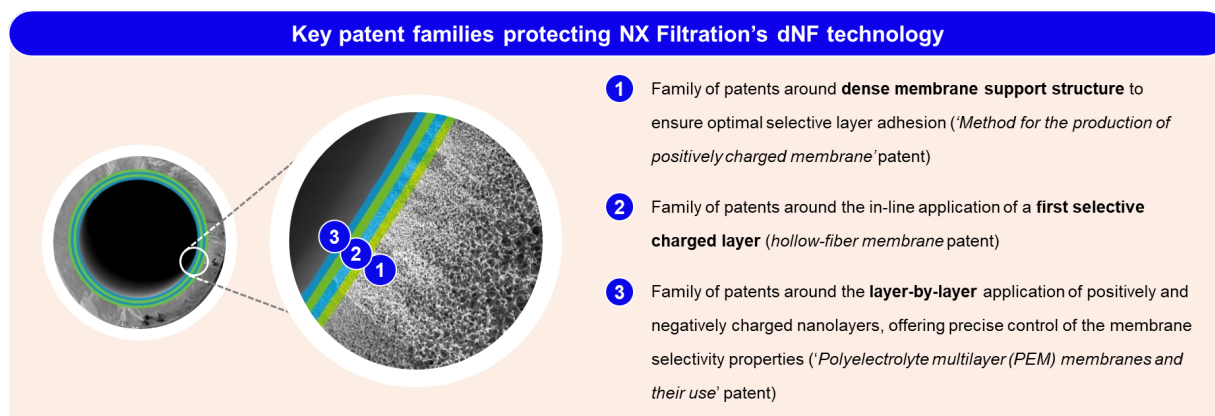 Key patent families protecting NX Filtration's dNF technology
3
2
1
1
Family of patents around dense membrane support structure to
ensure optimal selective layer adhesion (‘Method for the production of
positively charged membrane’ patent)
2
Family of patents around the in-line application of a first selective
charged layer (hollow-fiber membrane patent)
3
Family of patents around the layer-by-layer application of positively and
negatively charged nanolayers, offering precise control of the membrane
selectivity properties (‘Polyelectrolyte multilayer (PEM) membranes and
their use’ patent)